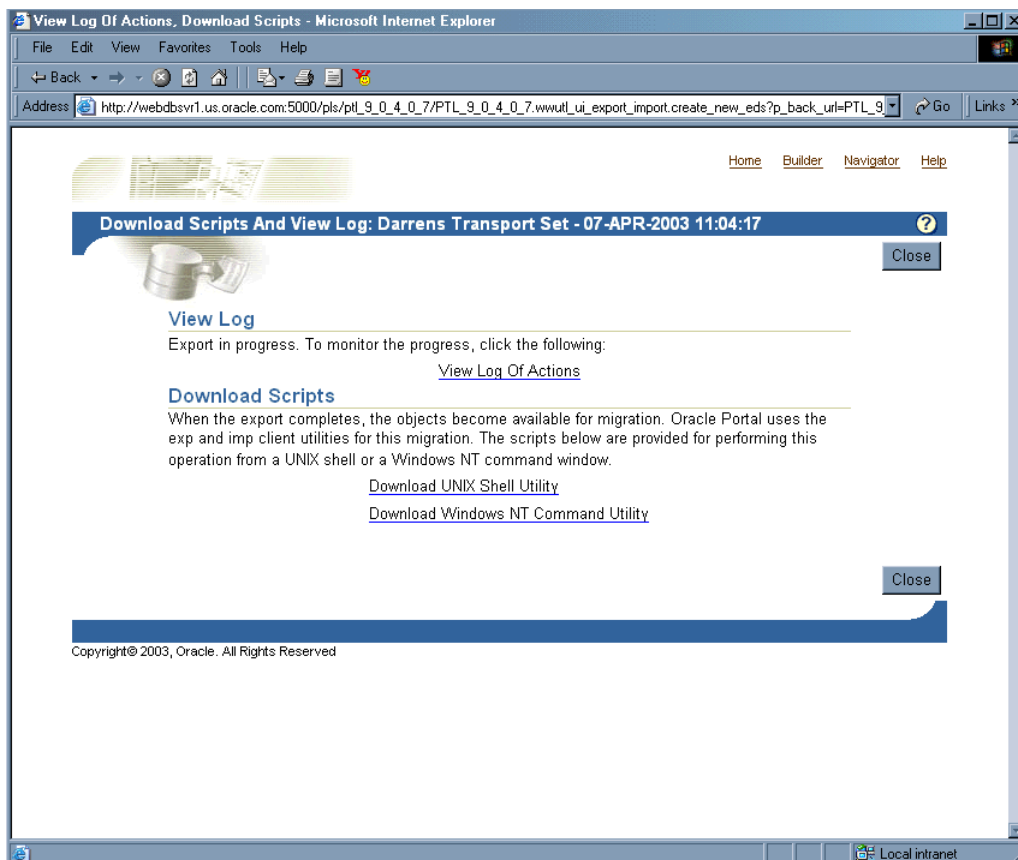 View Log Of Actions, Download Scripts - Microsoft Internet Explorer
File Edit View Favorites Tools Help
Back
Address http://webdbsvr1.us.oracle.com:5000/pls/ptl_9_0_4_0_7/PTL_9_0_4_0_7.wwutl_ui_export_import.create_new_eds?p_back_url=PTL_9 Go Links »
Home Builder Navigator Help
Download Scripts And View Log: Darrens Transport Set - 07-APR-2003 11:04:17 ?
Close
View Log
Export in progress. To monitor the progress, click the following:
View Log Of Actions
Download Scripts
When the export completes, the objects become available for migration. Oracle Portal uses the
exp and imp client utilities for this migration. The scripts below are provided for performing this
operation from a UNIX shell or a Windows NT command window.
Download UNIX Shell Utility
Download Windows NT Command Utility
Close
Copyright© 2003, Oracle. All Rights Reserved
Local intranet